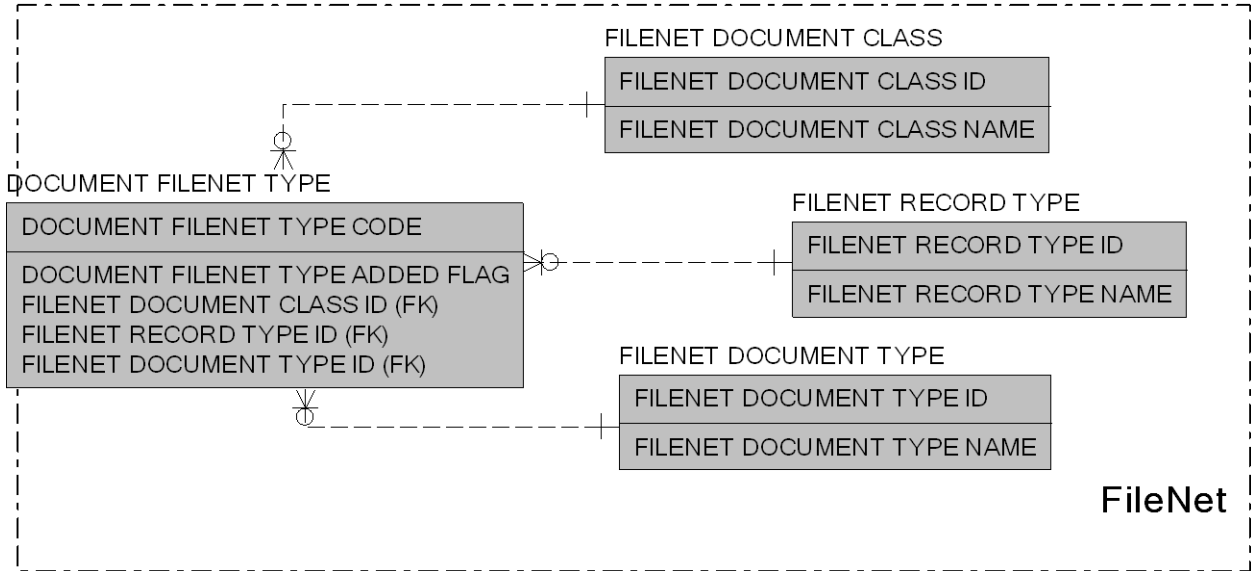 FILENET DOCUMENT CLASS
FILENET DOCUMENT CLASS ID
FILENET DOCUMENT CLASS NAME
DOCUMENT FILENET TYPE
DOCUMENT FILENET TYPE CODE
DOCUMENT FILENET TYPE ADDED FLAG
FILENET DOCUMENT CLASS ID (FK)
FILENET RECORD TYPE ID (FK)
FILENET DOCUMENT TYPE ID (FK)
FILENET RECORD TYPE
FILENET RECORD TYPE ID
FILENET RECORD TYPE NAME
FILENET DOCUMENT TYPE
FILENET DOCUMENT TYPE ID
FILENET DOCUMENT TYPE NAME
FileNet